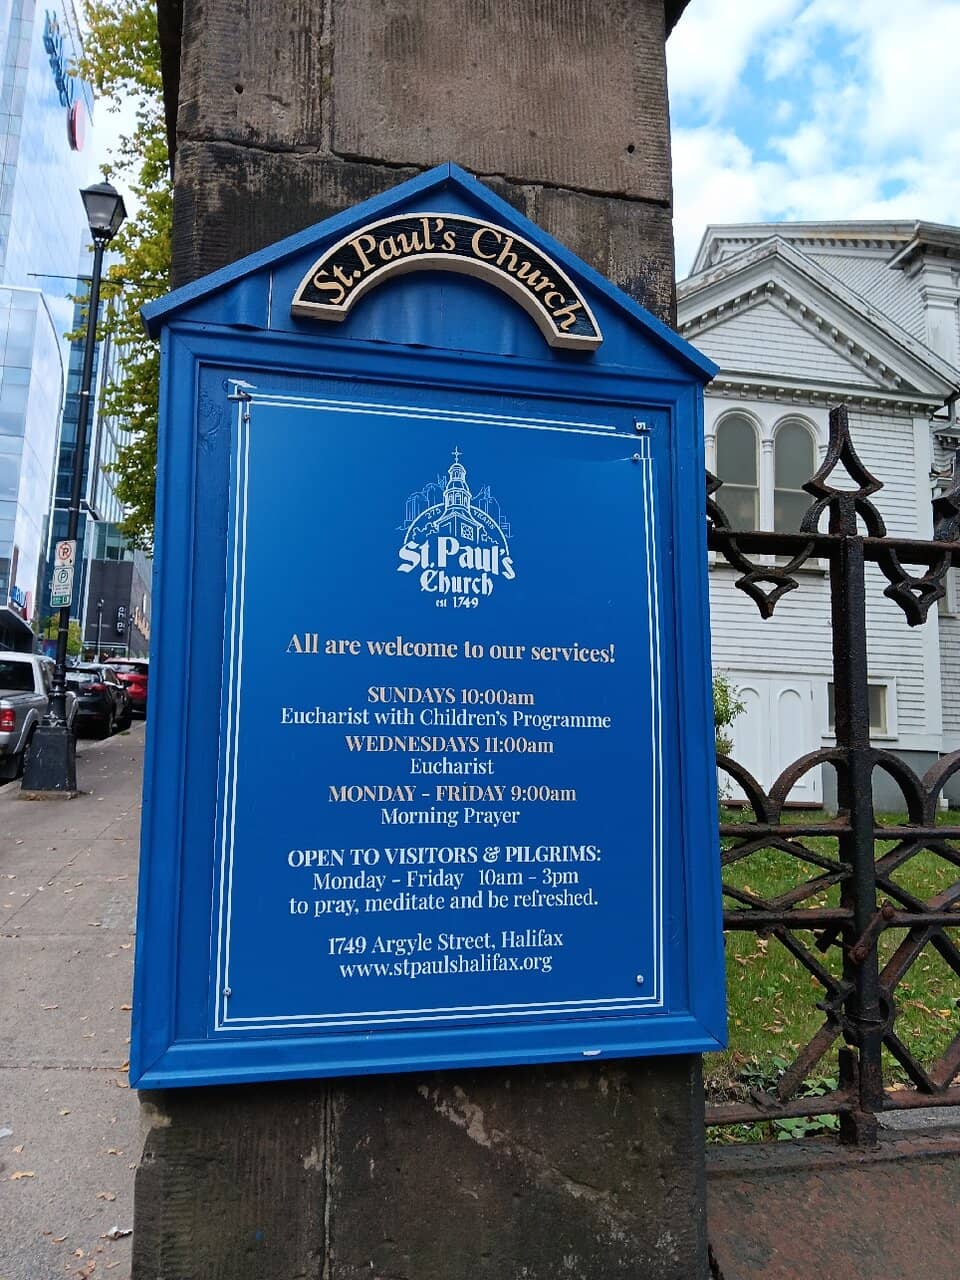 St. Paul's Church
275 YEARS
St. Paul's
Church
est 1749
All are welcome to our services!
SUNDAYS 10:00am
Eucharist with Children's Programme
WEDNESDAYS 11:00am
Eucharist
MONDAY - FRIDAY 9:00am
Morning Prayer
OPEN TO VISITORS & PILGRIMS:
Monday - Friday 10am - 3pm
to pray, meditate and be refreshed.
1749 Argyle Street, Halifax
www.stpaulshalifax.org
P
P